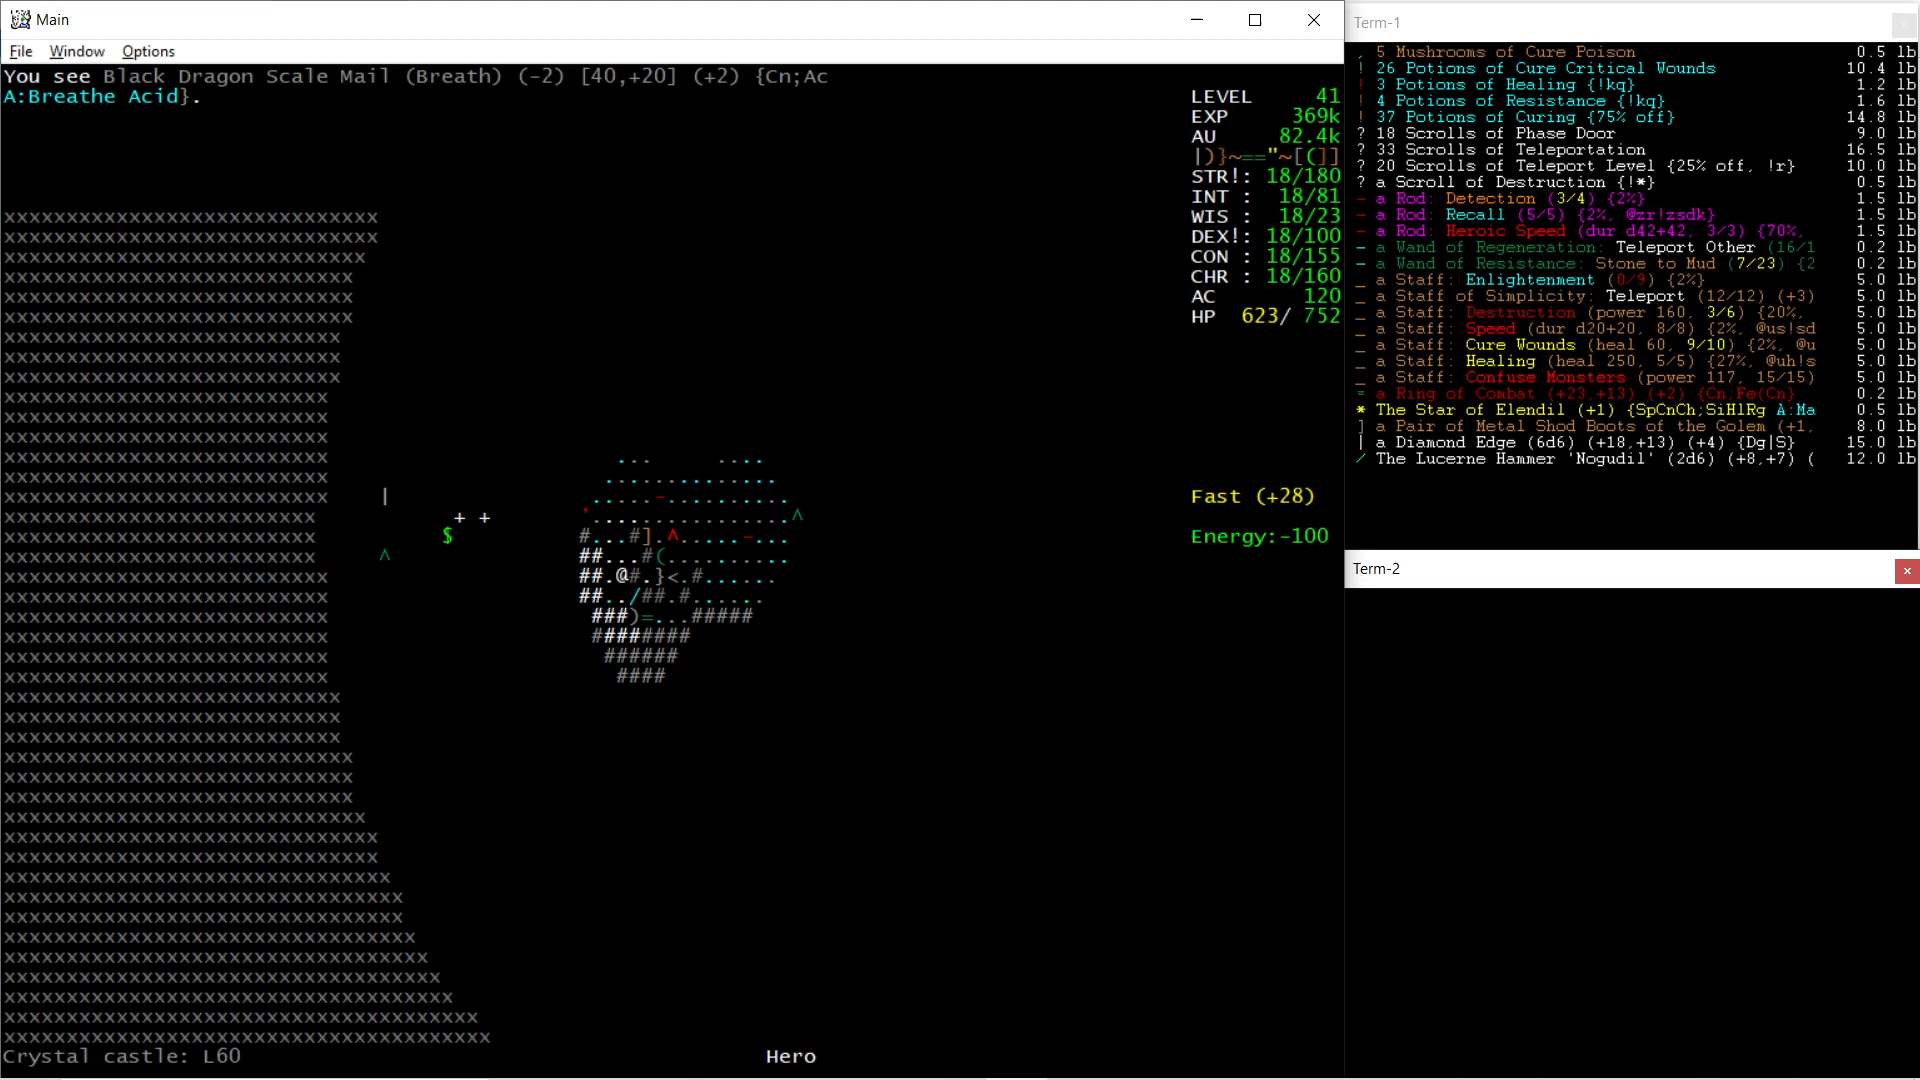 Main
File Window Options
You see Black Dragon Scale Mail (Breath) (-2) [40,+20] (+2) {Cn;Ac
A:Breathe Acid}.
LEVEL 41
EXP 369k
AU 82.4k
|)}~=="~[(]]
STR!: 18/180
INT : 18/81
WIS : 18/23
DEX!: 18/100
CON : 18/155
CHR : 18/160
AC 120
HP 623/ 752
Fast (+28)
Energy:-100
Crystal castle: L60
Hero
Term-1
, 5 Mushrooms of Cure Poison 0.5 lb
! 26 Potions of Cure Critical Wounds 10.4 lb
! 3 Potions of Healing {!kq} 1.2 lb
! 4 Potions of Resistance {!kq} 1.6 lb
! 37 Potions of Curing {75% off} 14.8 lb
? 18 Scrolls of Phase Door 9.0 lb
? 33 Scrolls of Teleportation 16.5 lb
? 20 Scrolls of Teleport Level {25% off, !r} 10.0 lb
? a Scroll of Destruction {!*} 0.5 lb
- a Rod: Detection (3/4) {2%} 1.5 lb
- a Rod: Recall (5/5) {2%, @zr!zsdk} 1.5 lb
- a Rod: Heroic Speed (dur d42+42, 3/3) {70%, 1.5 lb
- a Wand of Regeneration: Teleport Other (16/1 0.2 lb
- a Wand of Resistance: Stone to Mud (7/23) {2 0.2 lb
_ a Staff: Enlightenment (0/9) {2%} 5.0 lb
_ a Staff of Simplicity: Teleport (12/12) (+3) 5.0 lb
_ a Staff: Destruction (power 160, 3/6) {20%, 5.0 lb
_ a Staff: Speed (dur d20+20, 8/8) {2%, @us!sd 5.0 lb
_ a Staff: Cure Wounds (heal 60, 9/10) {2%, @u 5.0 lb
_ a Staff: Healing (heal 250, 5/5) {27%, @uh!s 5.0 lb
_ a Staff: Confuse Monsters (power 117, 15/15) 5.0 lb
= a Ring of Combat (+23,+13) (+2) {Cn;Fe(Cn} 0.2 lb
* The Star of Elendil (+1) {SpCnCh;SiHlRg A:Ma 0.5 lb
] a Pair of Metal Shod Boots of the Golem (+1, 8.0 lb
| a Diamond Edge (6d6) (+18,+13) (+4) {Dg|S} 15.0 lb
/ The Lucerne Hammer 'Nogudil' (2d6) (+8,+7) ( 12.0 lb
Term-2